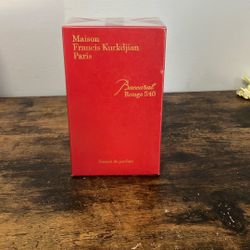 Maison
Francis Kurkdjian
Paris
Baccarat
Rouge 540
Extrait de parfum